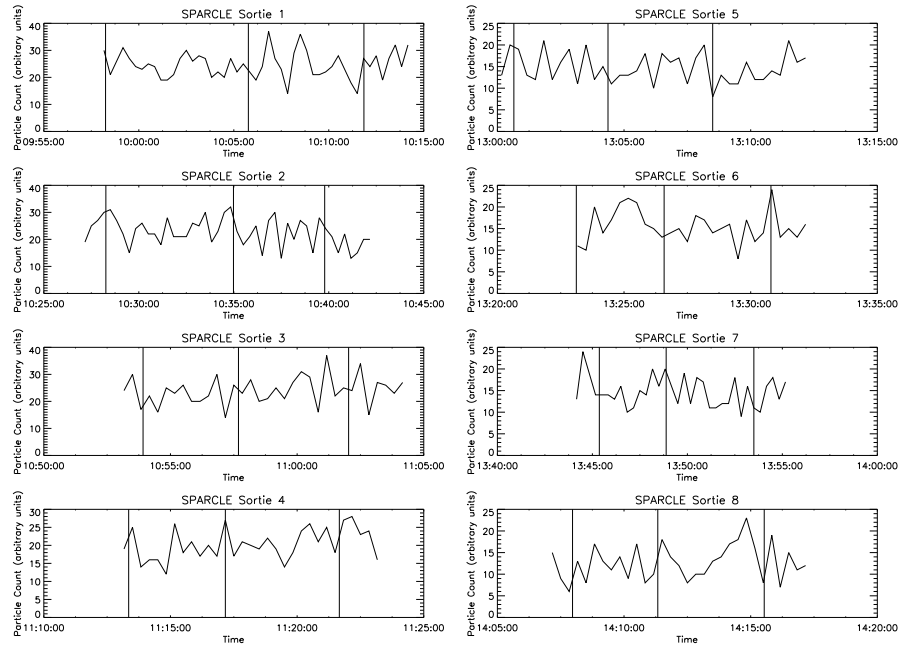 SPARCLE Sortie 1
Particle Count (arbitrary units)
40
30
20
10
0
09:55:00 10:00:00 10:05:00 10:10:00 10:15:00
Time
SPARCLE Sortie 5
Particle Count (arbitrary units)
25
20
15
10
5
0
13:00:00 13:05:00 13:10:00 13:15:00
Time
SPARCLE Sortie 2
Particle Count (arbitrary units)
40
30
20
10
0
10:25:00 10:30:00 10:35:00 10:40:00 10:45:00
Time
SPARCLE Sortie 6
Particle Count (arbitrary units)
25
20
15
10
5
0
13:20:00 13:25:00 13:30:00 13:35:00
Time
SPARCLE Sortie 3
Particle Count (arbitrary units)
40
30
20
10
0
10:50:00 10:55:00 11:00:00 11:05:00
Time
SPARCLE Sortie 7
Particle Count (arbitrary units)
25
20
15
10
5
0
13:40:00 13:45:00 13:50:00 13:55:00 14:00:00
Time
SPARCLE Sortie 4
Particle Count (arbitrary units)
30
25
20
15
10
5
0
11:10:00 11:15:00 11:20:00 11:25:00
Time
SPARCLE Sortie 8
Particle Count (arbitrary units)
25
20
15
10
5
0
14:05:00 14:10:00 14:15:00 14:20:00
Time